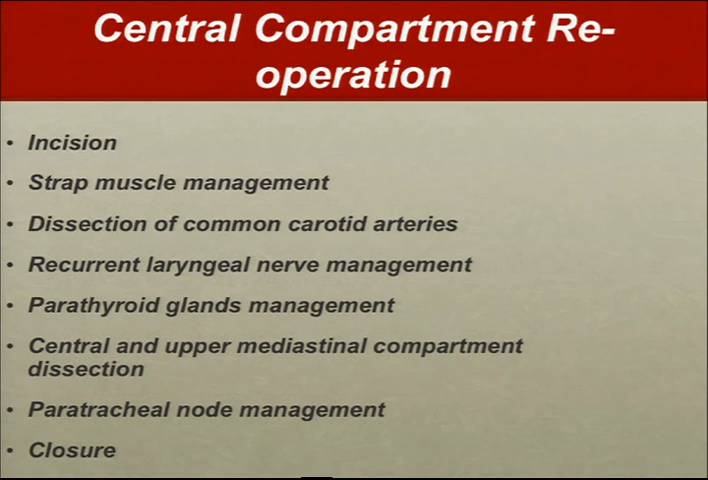 Central Compartment Re-
operation
• Incision
• Strap muscle management
• Dissection of common carotid arteries
• Recurrent laryngeal nerve management
• Parathyroid glands management
• Central and upper mediastinal compartment
dissection
• Paratracheal node management
• Closure